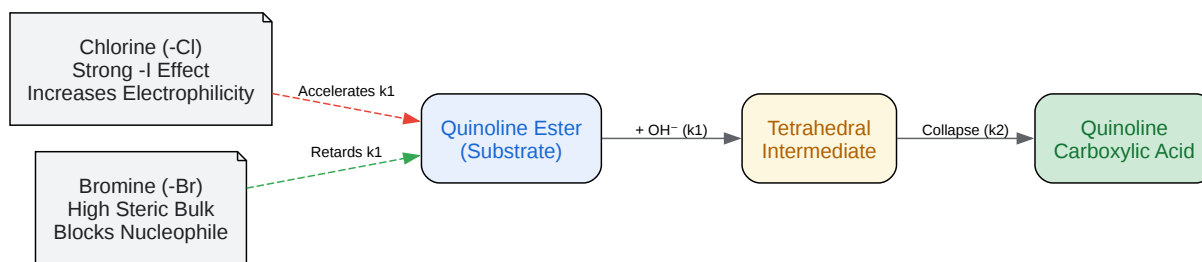 Chlorine (-Cl)
Strong -I Effect
Increases Electrophilicity
Accelerates k1
Bromine (-Br)
High Steric Bulk
Blocks Nucleophile
Retards k1
Quinoline Ester
(Substrate)
+ OH⁻ (k1)
Tetrahedral
Intermediate
Collapse (k2)
Quinoline
Carboxylic Acid